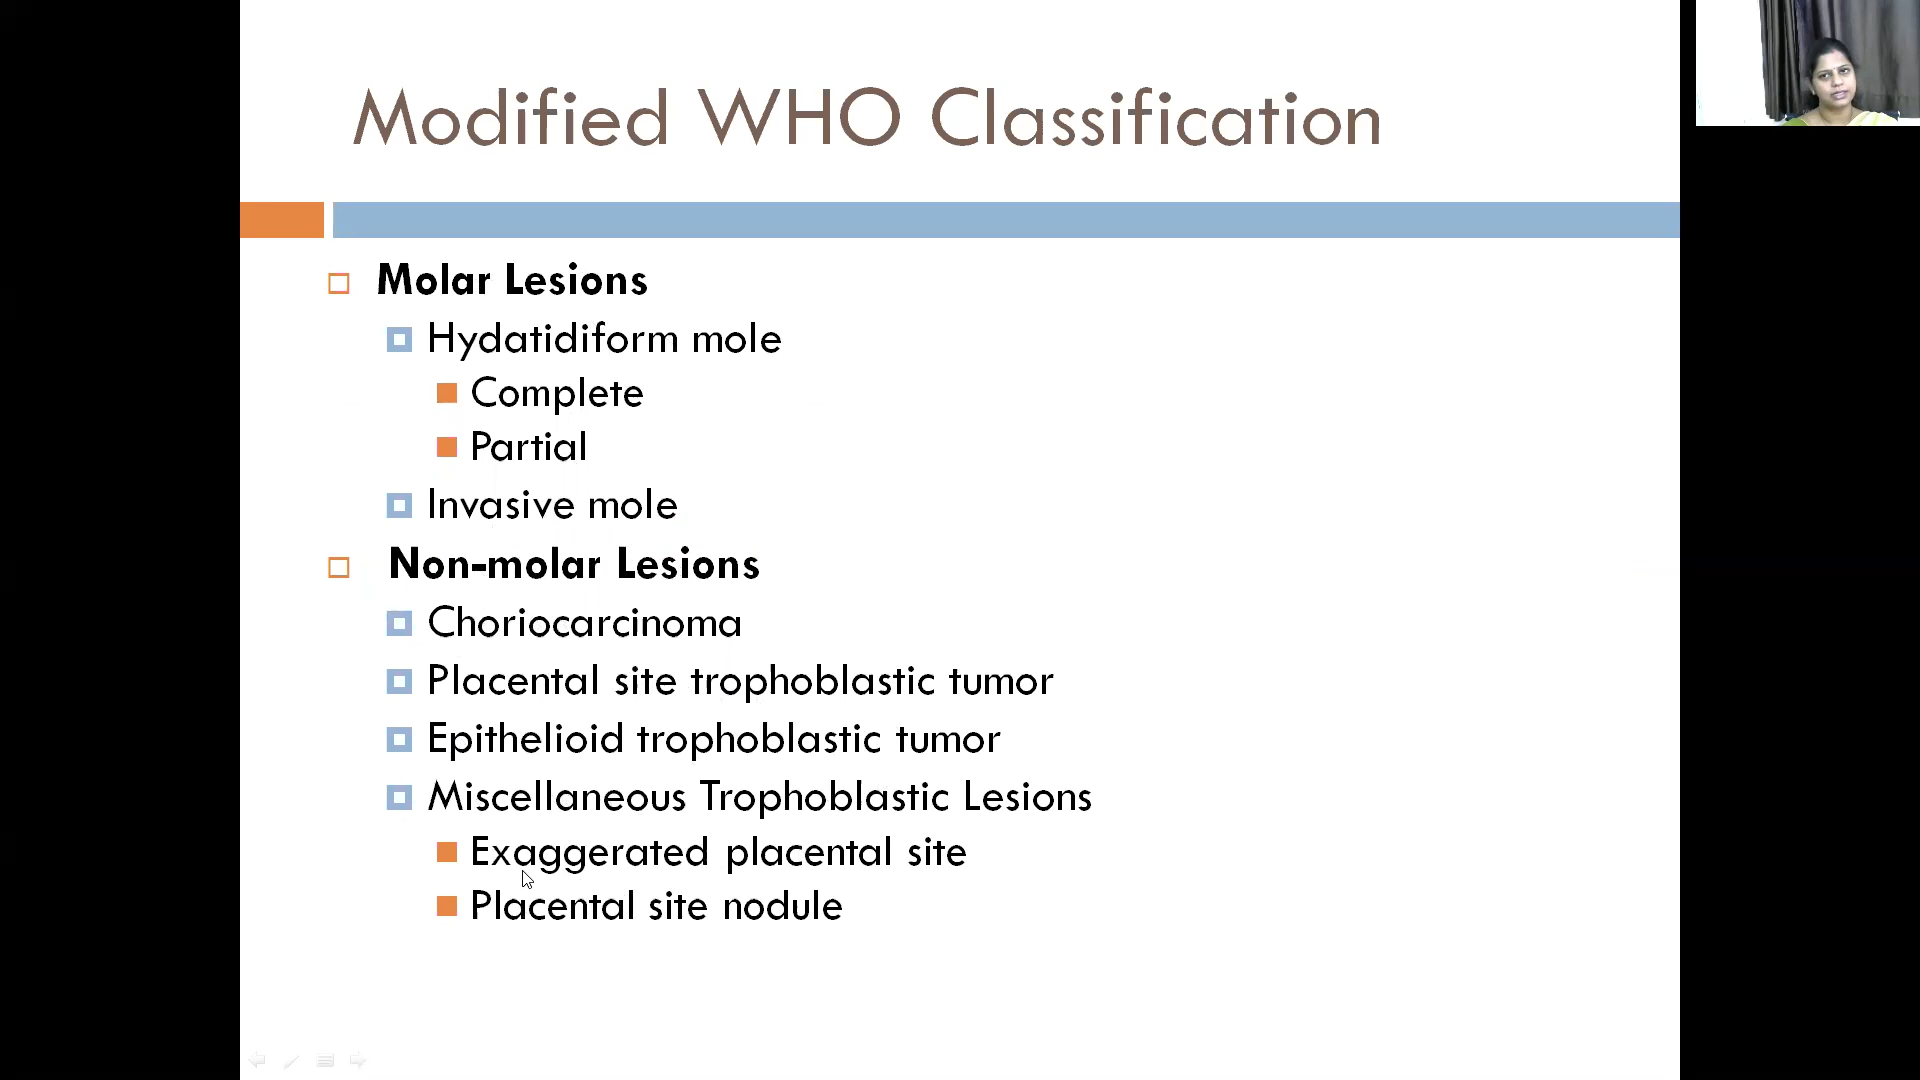 Modified WHO Classification
Molar Lesions
Hydatidiform mole
Complete
Partial
Invasive mole
Non-molar Lesions
Choriocarcinoma
Placental site trophoblastic tumor
Epithelioid trophoblastic tumor
Miscellaneous Trophoblastic Lesions
Exaggerated placental site
Placental site nodule